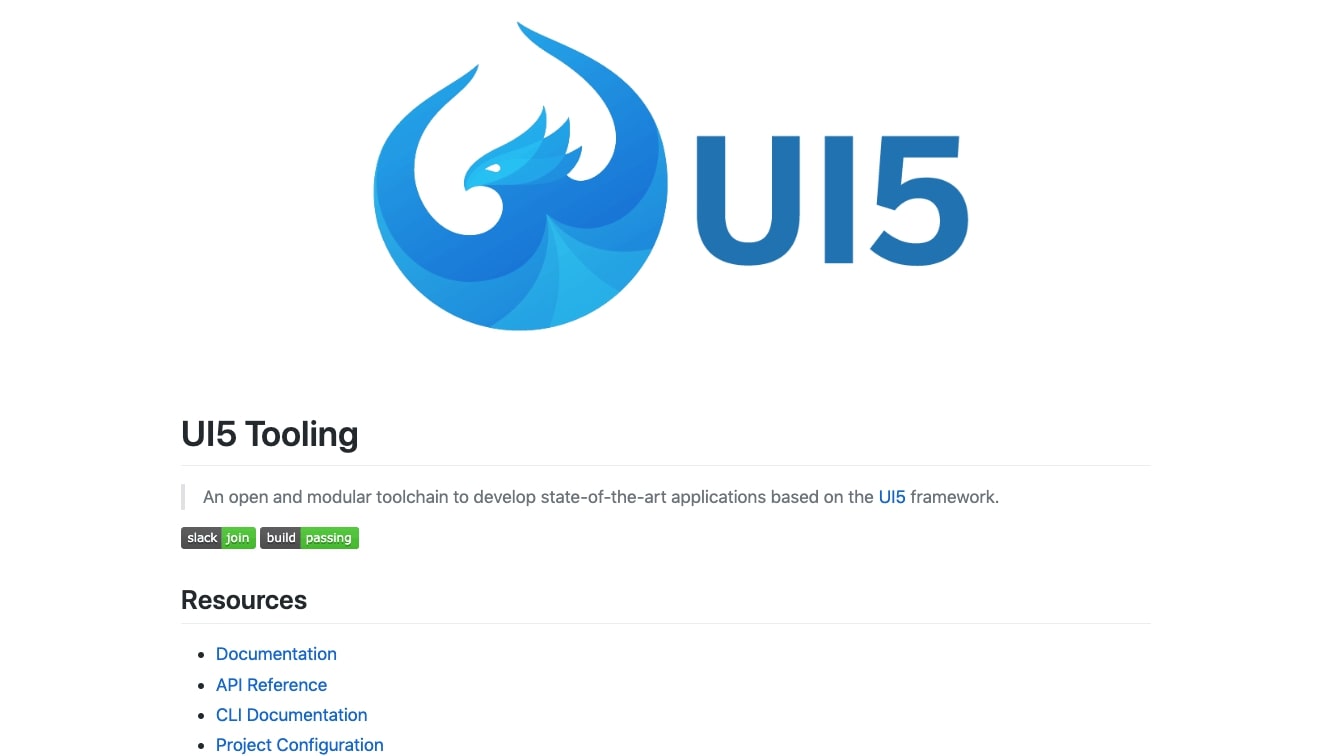 UI5
UI5 Tooling
An open and modular toolchain to develop state-of-the-art applications based on the UI5 framework.
slack join build passing
Resources
Documentation
API Reference
CLI Documentation
Project Configuration